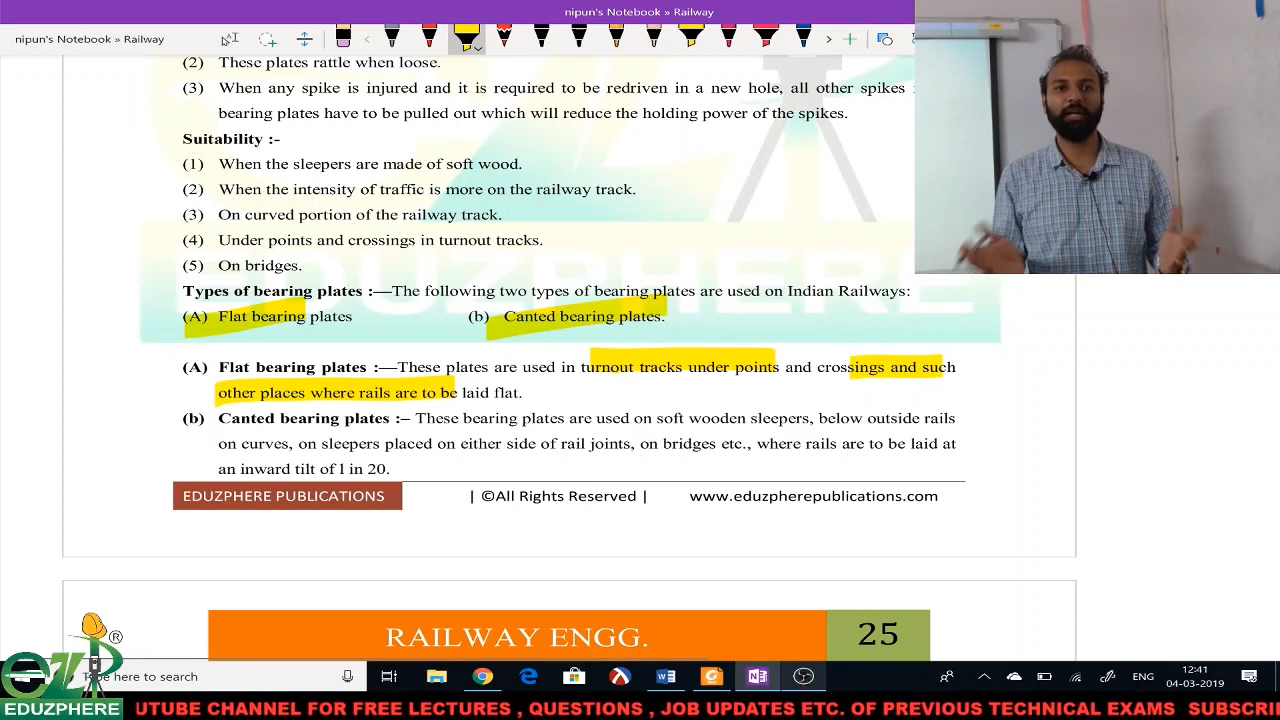 nipun's Notebook » Railway
nipun's Notebook » Railway
(2) These plates rattle when loose.
(3) When any spike is injured and it is required to be redriven in a new hole, all other spikes
bearing plates have to be pulled out which will reduce the holding power of the spikes.
Suitability :-
(1) When the sleepers are made of soft wood.
(2) When the intensity of traffic is more on the railway track.
(3) On curved portion of the railway track.
(4) Under points and crossings in turnout tracks.
(5) On bridges.
Types of bearing plates :—The following two types of bearing plates are used on Indian Railways:
(A) Flat bearing plates (b) Canted bearing plates.
EDUZPHERE
(A) Flat bearing plates :—These plates are used in turnout tracks under points and crossings and such
other places where rails are to be laid flat.
(b) Canted bearing plates :– These bearing plates are used on soft wooden sleepers, below outside rails
on curves, on sleepers placed on either side of rail joints, on bridges etc., where rails are to be laid at
an inward tilt of l in 20.
EDUZPHERE PUBLICATIONS | ©All Rights Reserved | www.eduzpherepublications.com
®
RAILWAY ENGG. 25
ezp
Type here to search
ENG
12:41
04-03-2019
EDUZPHERE
UTUBE CHANNEL FOR FREE LECTURES , QUESTIONS , JOB UPDATES ETC. OF PREVIOUS TECHNICAL EXAMS SUBSCRI